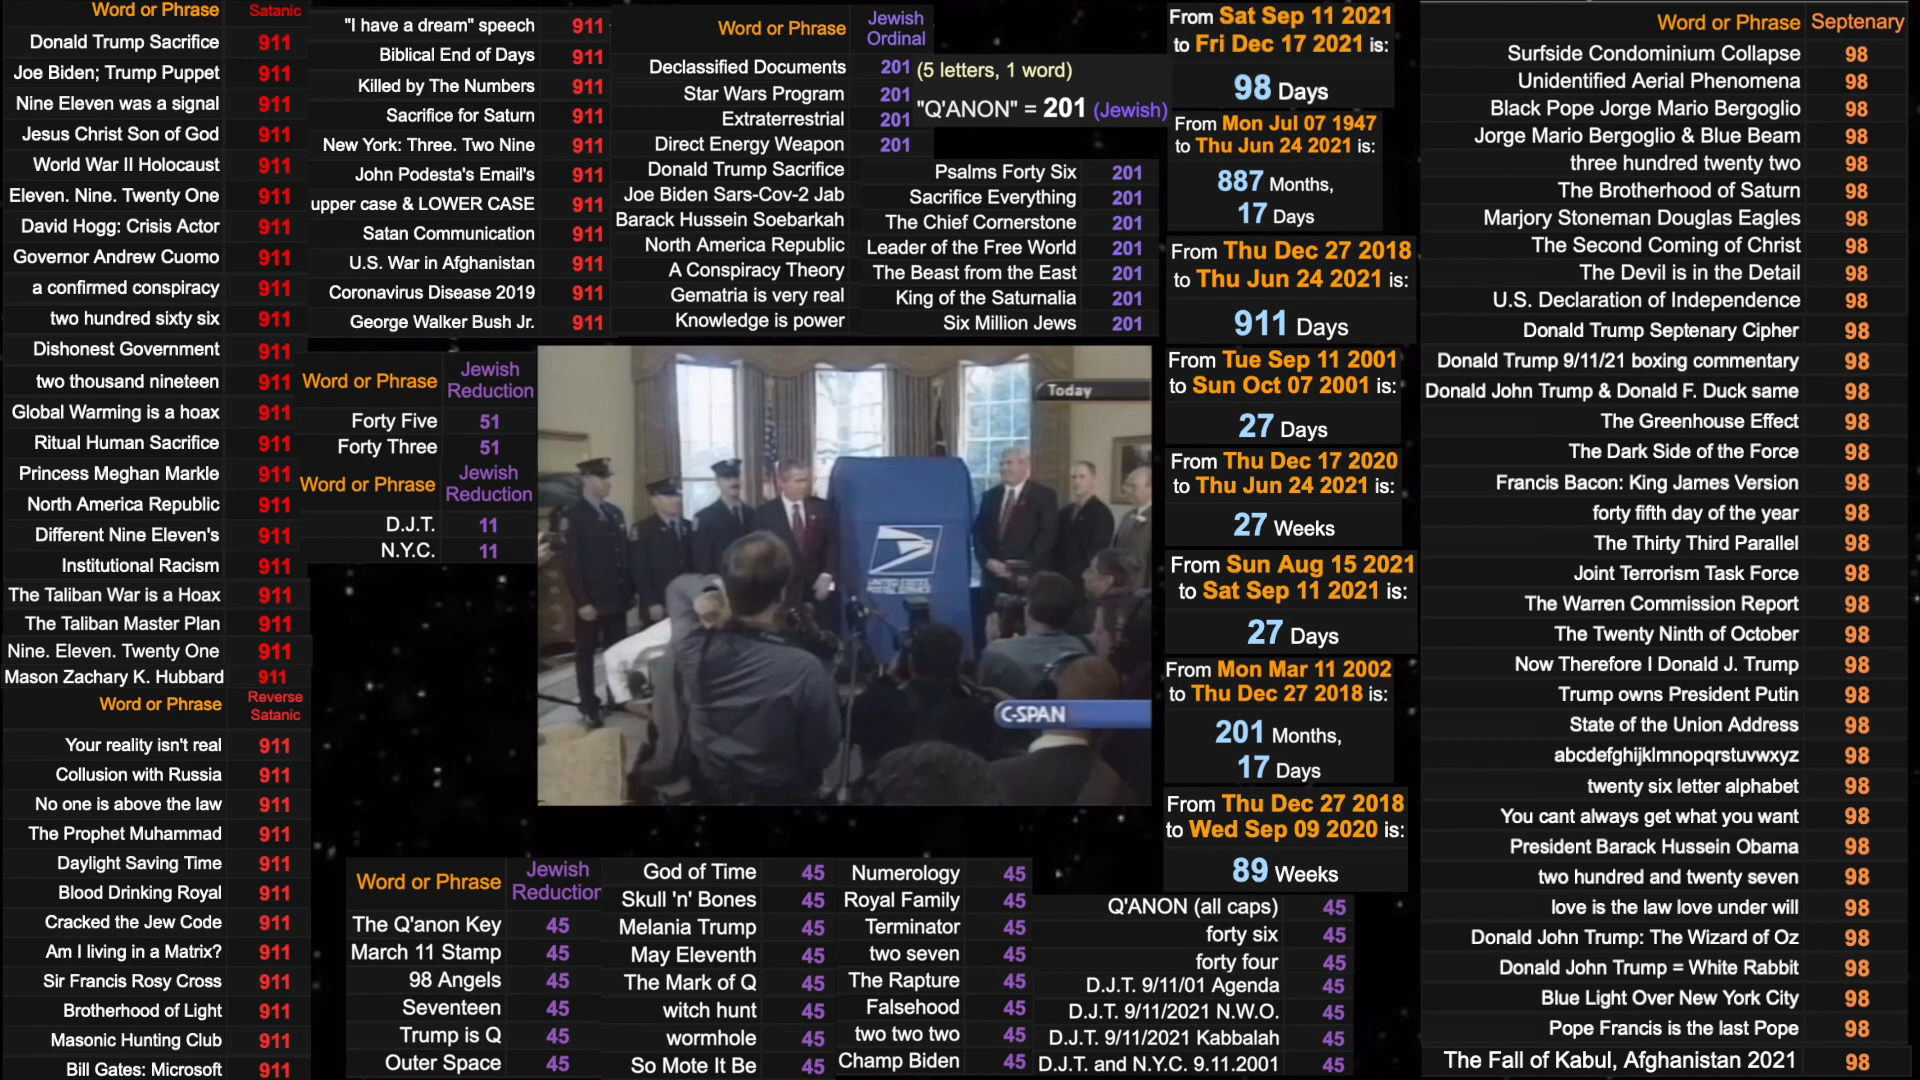 Word or Phrase Satanic
Donald Trump Sacrifice 911
Joe Biden; Trump Puppet 911
Nine Eleven was a signal 911
Jesus Christ Son of God 911
World War II Holocaust 911
Eleven. Nine. Twenty One 911
David Hogg: Crisis Actor 911
Governor Andrew Cuomo 911
a confirmed conspiracy 911
two hundred sixty six 911
Dishonest Government 911
two thousand nineteen 911
Global Warming is a hoax 911
Ritual Human Sacrifice 911
Princess Meghan Markle 911
North America Republic 911
Different Nine Eleven's 911
Institutional Racism 911
The Taliban War is a Hoax 911
The Taliban Master Plan 911
Nine. Eleven. Twenty One 911
Mason Zachary K. Hubbard 911
Word or Phrase Reverse Satanic
Your reality isn't real 911
Collusion with Russia 911
No one is above the law 911
The Prophet Muhammad 911
Daylight Saving Time 911
Blood Drinking Royal 911
Cracked the Jew Code 911
Am I living in a Matrix? 911
Sir Francis Rosy Cross 911
Brotherhood of Light 911
Masonic Hunting Club 911
Bill Gates: Microsoft 911
"I have a dream" speech 911
Biblical End of Days 911
Killed by The Numbers 911
Sacrifice for Saturn 911
New York: Three. Two Nine 911
John Podesta's Email's 911
upper case & LOWER CASE 911
Satan Communication 911
U.S. War in Afghanistan 911
Coronavirus Disease 2019 911
George Walker Bush Jr. 911
Word or Phrase Jewish Reduction
Forty Five 51
Forty Three 51
Word or Phrase Jewish Reduction
D.J.T. 11
N.Y.C. 11
Word or Phrase Jewish Ordinal
Declassified Documents 201
Star Wars Program 201
Extraterrestrial 201
Direct Energy Weapon 201
Donald Trump Sacrifice
Joe Biden Sars-Cov-2 Jab
Barack Hussein Soebarkah
North America Republic
A Conspiracy Theory
Gematria is very real
Knowledge is power
(5 letters, 1 word)
"Q'ANON" = 201 (Jewish)
Psalms Forty Six 201
Sacrifice Everything 201
The Chief Cornerstone 201
Leader of the Free World 201
The Beast from the East 201
King of the Saturnalia 201
Six Million Jews 201
Today
UNITED STATES
POSTAL SERVICE
C-SPAN
From Sat Sep 11 2021
to Fri Dec 17 2021 is:
98 Days
From Mon Jul 07 1947
to Thu Jun 24 2021 is:
887 Months,
17 Days
From Thu Dec 27 2018
to Thu Jun 24 2021 is:
911 Days
From Tue Sep 11 2001
to Sun Oct 07 2001 is:
27 Days
From Thu Dec 17 2020
to Thu Jun 24 2021 is:
27 Weeks
From Sun Aug 15 2021
to Sat Sep 11 2021 is:
27 Days
From Mon Mar 11 2002
to Thu Dec 27 2018 is:
201 Months,
17 Days
From Thu Dec 27 2018
to Wed Sep 09 2020 is:
89 Weeks
Word or Phrase Jewish Reduction
The Q'anon Key 45
March 11 Stamp 45
98 Angels 45
Seventeen 45
Trump is Q 45
Outer Space 45
God of Time 45
Skull 'n' Bones 45
Melania Trump 45
May Eleventh 45
The Mark of Q 45
witch hunt 45
wormhole 45
So Mote It Be 45
Numerology 45
Royal Family 45
Terminator 45
two seven 45
The Rapture 45
Falsehood 45
two two two 45
Champ Biden 45
Q'ANON (all caps) 45
forty six 45
forty four 45
D.J.T. 9/11/01 Agenda 45
D.J.T. 9/11/2021 N.W.O. 45
D.J.T. 9/11/2021 Kabbalah 45
D.J.T. and N.Y.C. 9.11.2001 45
Word or Phrase Septenary
Surfside Condominium Collapse 98
Unidentified Aerial Phenomena 98
Black Pope Jorge Mario Bergoglio 98
Jorge Mario Bergoglio & Blue Beam 98
three hundred twenty two 98
The Brotherhood of Saturn 98
Marjory Stoneman Douglas Eagles 98
The Second Coming of Christ 98
The Devil is in the Detail 98
U.S. Declaration of Independence 98
Donald Trump Septenary Cipher 98
Donald Trump 9/11/21 boxing commentary 98
Donald John Trump & Donald F. Duck same 98
The Greenhouse Effect 98
The Dark Side of the Force 98
Francis Bacon: King James Version 98
forty fifth day of the year 98
The Thirty Third Parallel 98
Joint Terrorism Task Force 98
The Warren Commission Report 98
The Twenty Ninth of October 98
Now Therefore I Donald J. Trump 98
Trump owns President Putin 98
State of the Union Address 98
abcdefghijklmnopqrstuvwxyz 98
twenty six letter alphabet 98
You cant always get what you want 98
President Barack Hussein Obama 98
two hundred and twenty seven 98
love is the law love under will 98
Donald John Trump: The Wizard of Oz 98
Donald John Trump = White Rabbit 98
Blue Light Over New York City 98
Pope Francis is the last Pope 98
The Fall of Kabul, Afghanistan 2021 98